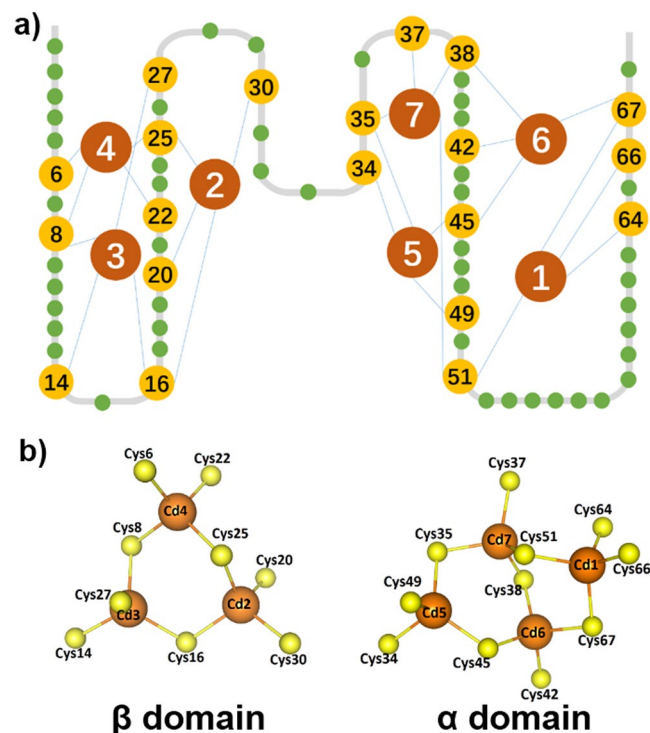 a)
37
27
38
30
7
67
35
6
25
4
42
66
34
6
2
22
45
64
8
5
3
1
20
49
51
14
16
b)
Cys6
Cys22
Cys37
Cd4
Cys51
Cys64
Cys8
Cys25
Cys35
Cd7
Cys20
Cd1
Cys49
Cys66
Cys27
Cys38
Cd3
Cd2
Cd5
Cd6
Cys67
Cys14
Cys16
Cys30
Cys34
Cys45
Cys42
β domain
α domain